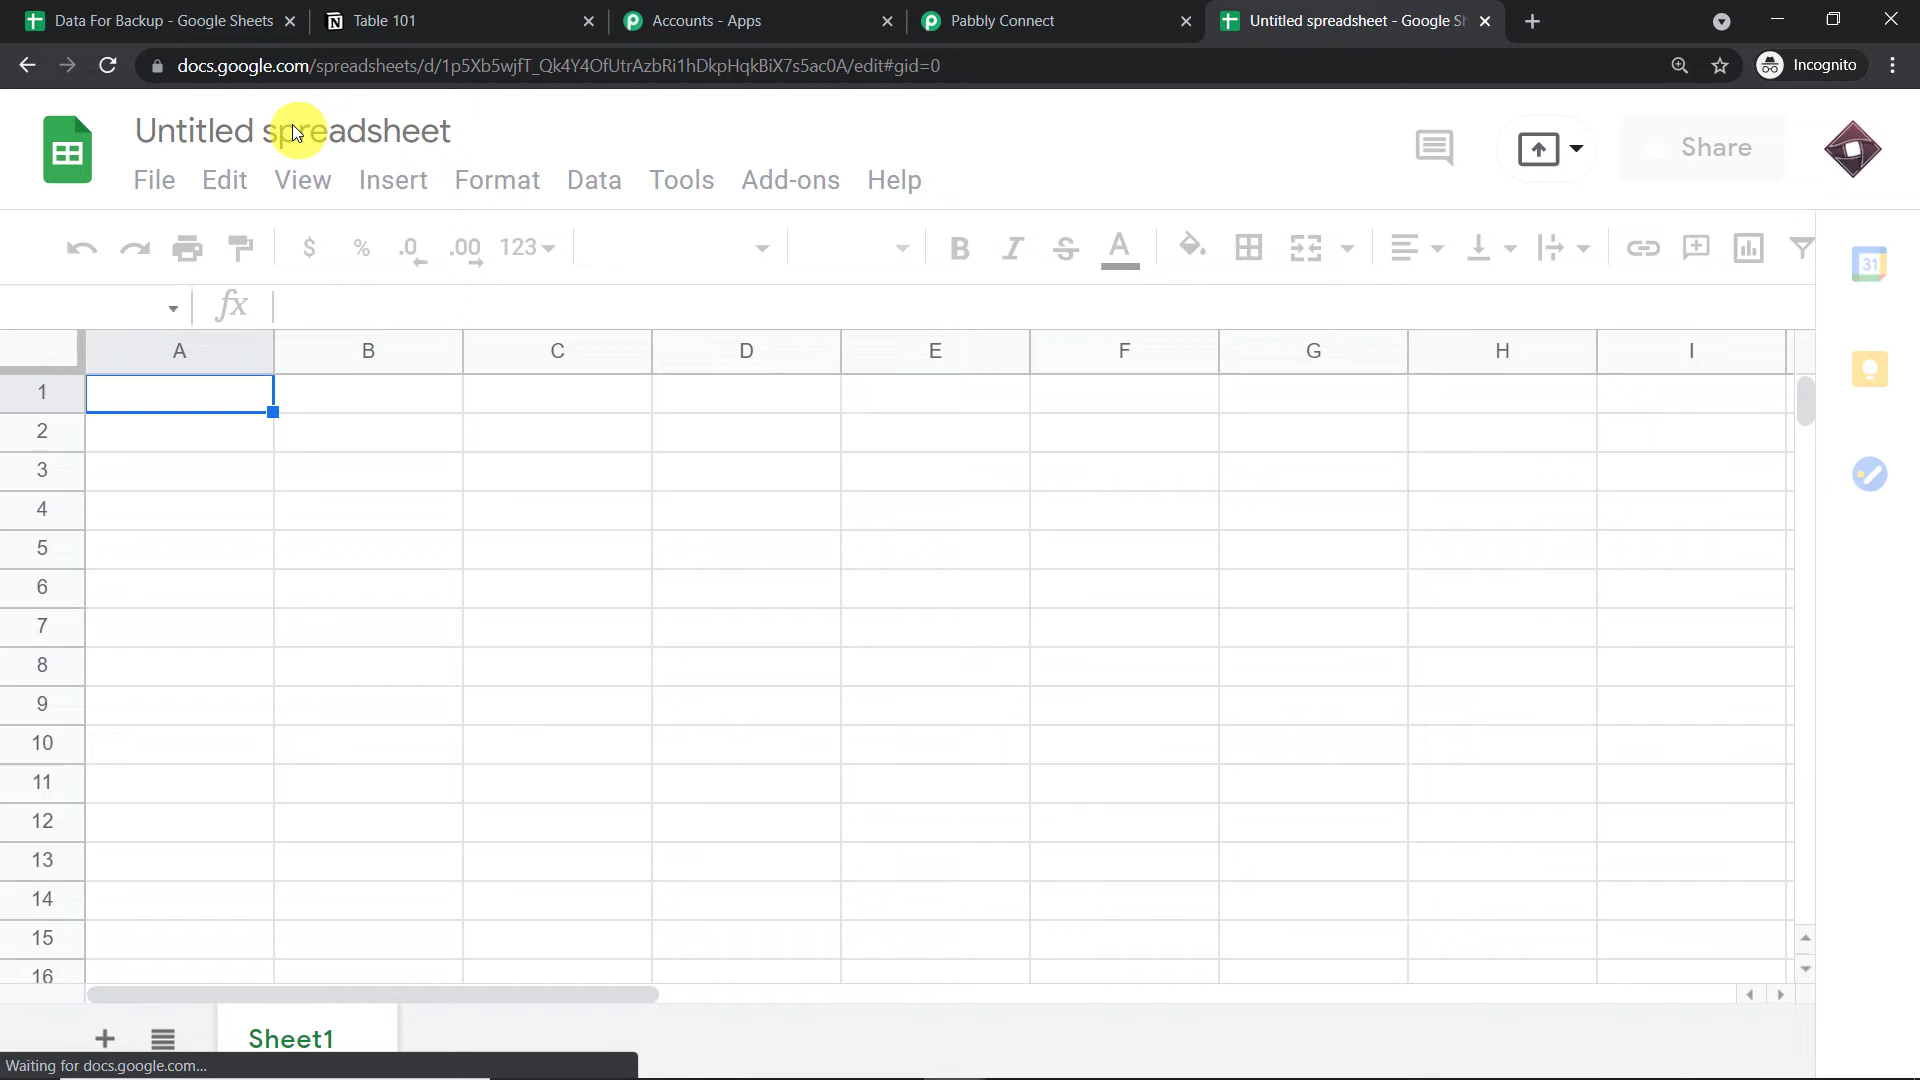 Data For Backup - Google Sheets
Table 101
Accounts - Apps
Pabbly Connect
Untitled spreadsheet - Google Sh
docs.google.com/spreadsheets/d/1p5Xb5wjfT_Qk4Y4OfUtrAzbRi1hDkpHqkBiX7s5ac0A/edit#gid=0
Incognito
Untitled spreadsheet
File Edit View Insert Format Data Tools Add-ons Help
Share
$ % .0 .00 123 B I S A
31
fx
A B C D E F G H I
1
2
3
4
5
6
7
8
9
10
11
12
13
14
15
16
Sheet1
Waiting for docs.google.com...